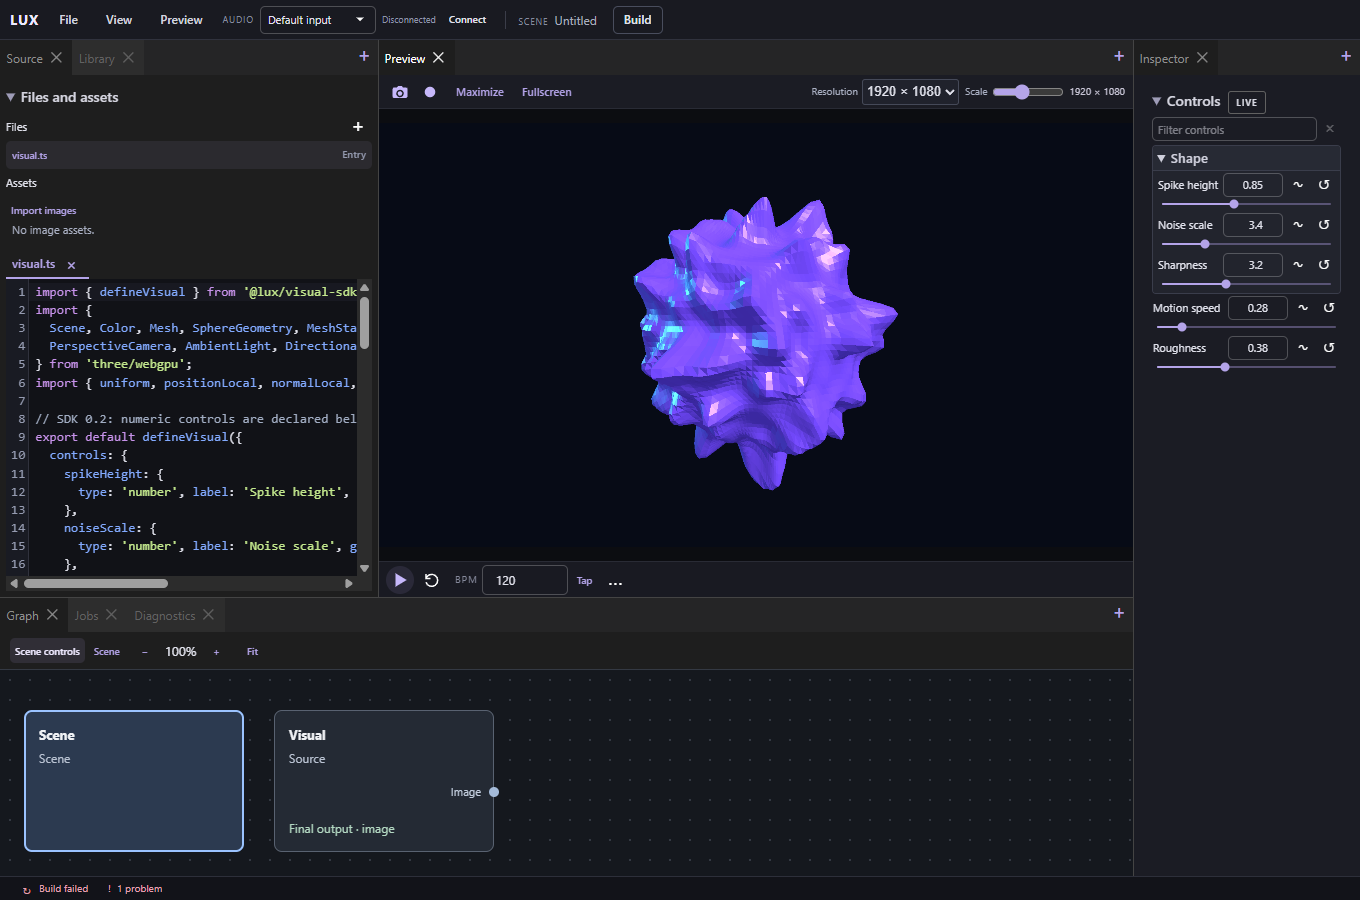 LUX File View Preview AUDIO Default input Disconnected Connect SCENE Untitled Build
Source Library +
Files and assets
Files +
visual.ts Entry
Assets
Import images
No image assets.
visual.ts x
1 import { defineVisual } from '@lux/visual-sdk
2 import {
3 Scene, Color, Mesh, SphereGeometry, MeshSta
4 PerspectiveCamera, AmbientLight, Directiona
5 } from 'three/webgpu';
6 import { uniform, positionLocal, normalLocal,
7
8 // SDK 0.2: numeric controls are declared bel
9 export default defineVisual({
10 controls: {
11 spikeHeight: {
12 type: 'number', label: 'Spike height',
13 },
14 noiseScale: {
15 type: 'number', label: 'Noise scale', g
16 },
Preview +
Maximize Fullscreen Resolution 1920 × 1080 Scale 1920 × 1080
BPM 120 Tap ...
Inspector +
Controls LIVE
Filter controls ×
Shape
Spike height 0.85
Noise scale 3.4
Sharpness 3.2
Motion speed 0.28
Roughness 0.38
Graph Jobs Diagnostics +
Scene controls Scene − 100% + Fit
Scene
Scene
Visual
Source
Image
Final output · image
Build failed ! 1 problem